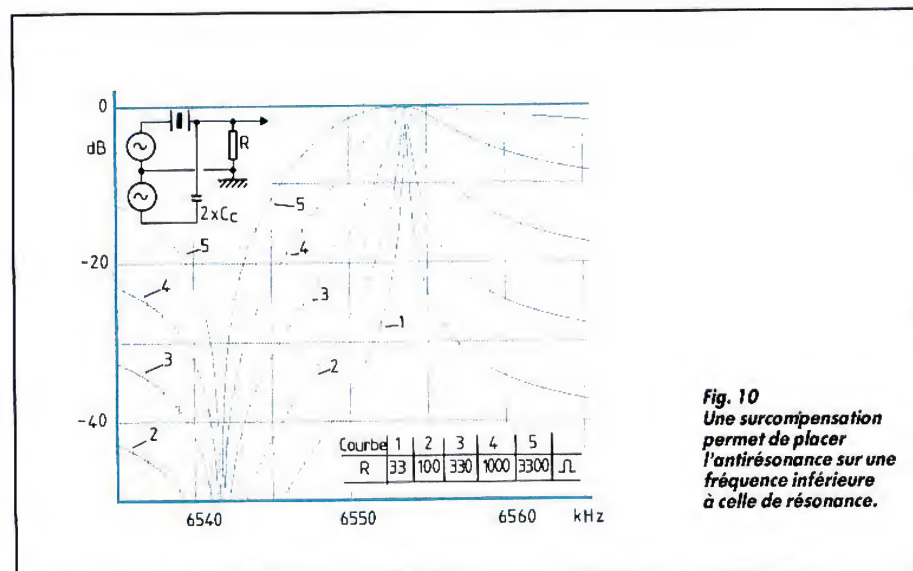 0
dB
-20
-40
R
2xCc
5
4
3
2
5
4
3
2
1
Courbe 1 2 3 4 5
R 33 100 330 1000 3300 Ω
6540 6550 6560 kHz
Fig. 10
Une surcompensation
permet de placer
l'antirésonance sur une
fréquence inférieure
à celle de résonance.